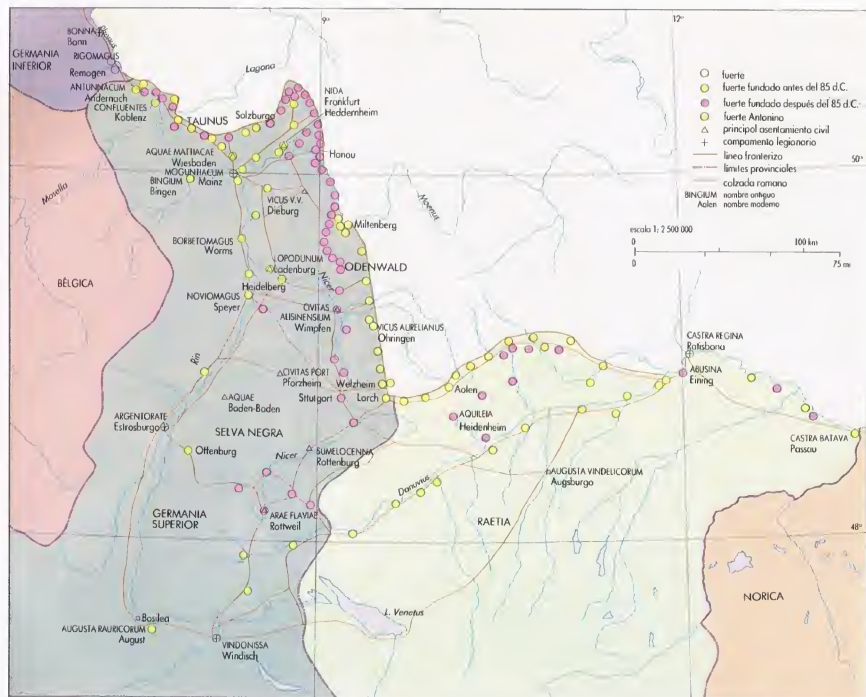 BONNA
Bonn
Rhenus
GERMANIA
INFERIOR
RIGOMAGUS
Remagen
ANTUNNACUM
Andernach
CONFLUENTES
Koblenz
Lagona
TAUNUS
Salzburgo
NIDA
Frankfurt
Heddernheim
AQUAE MATTIACAE
Wiesbaden
MOGUNTIACUM
Mainz
BINGIUM
Bingen
Hanau
Mosella
VICUS V.V.
Dieburg
Moenus
Miltenberg
BORBETOMAGUS
Worms
LOPODUNUM
Ladenburg
ODENWALD
BÉLGICA
Heidelberg
Nicer
NOVIOMAGUS
Speyer
CIVITAS
ALISINENSIUM
Wimpfen
VICUS AURELIANUS
Ohringen
Rin
CIVITAS PORT
Pforzheim
Welzheim
Aalen
AQUAE
Baden-Baden
Stuttgart
Lorch
ARGENTORATE
Estrasburgo
AQUILEIA
Heidenheim
SELVA NEGRA
Offenburg
Nicer
SUMELOCENNA
Rottenburg
CASTRA REGINA
Ratisbona
ABUSINA
Eining
CASTRA BATAVA
Passau
AUGUSTA VINDELICORUM
Augsburgo
Danuvius
GERMANIA
SUPERIOR
ARAE FLAVIAE
Rottweil
RAETIA
48°
NORICA
L. Venetus
Basilea
AUGUSTA RAURICORUM
August
VINDONISSA
Windisch
9°
12°
50°
fuerte
fuerte fundado antes del 85 d.C.
fuerte fundado después del 85 d.C.
fuerte Antonino
principal asentamiento civil
campamento legionario
línea fronteriza
límites provinciales
calzada romana
BINGIUM nombre antiguo
Aalen nombre moderno
escala 1: 2 500 000
0 100 km
0 75 mi